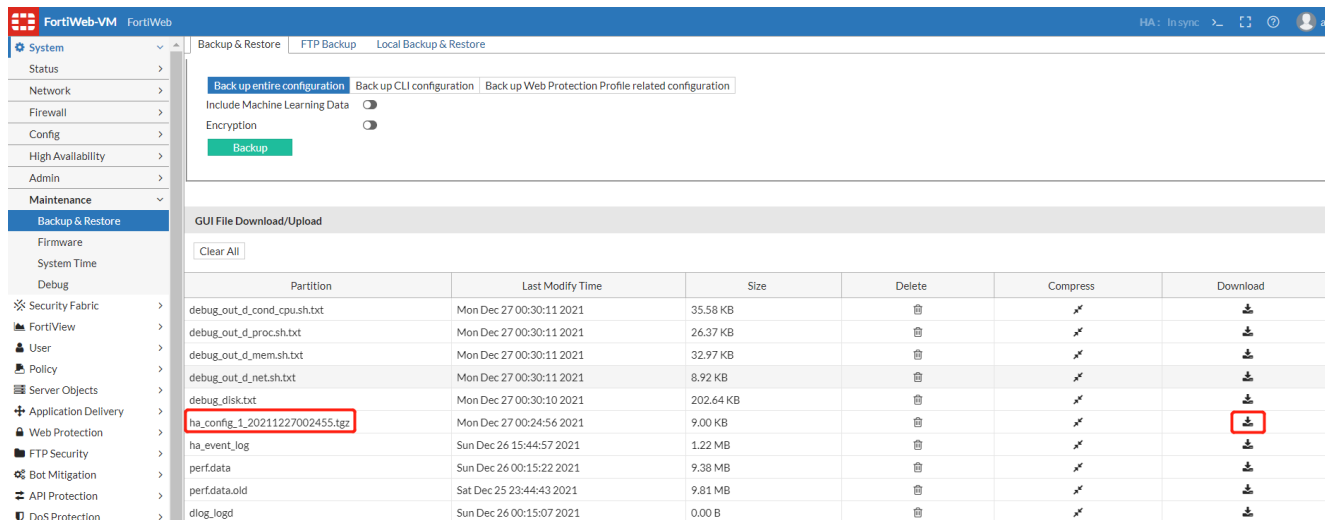 FortiWeb-VM FortiWeb
HA: In sync >_
System
Status
Network
Firewall
Config
High Availability
Admin
Maintenance
Backup & Restore
Firmware
System Time
Debug
Security Fabric
FortiView
User
Policy
Server Objects
Application Delivery
Web Protection
FTP Security
Bot Mitigation
API Protection
DoS Protection
Backup & Restore FTP Backup Local Backup & Restore
Back up entire configuration Back up CLI configuration Back up Web Protection Profile related configuration
Include Machine Learning Data
Encryption
Backup
GUI File Download/Upload
Clear All
Partition Last Modify Time Size Delete Compress Download
debug_out_d_cond_cpu.sh.txt Mon Dec 27 00:30:11 2021 35.58 KB
debug_out_d_proc.sh.txt Mon Dec 27 00:30:11 2021 26.37 KB
debug_out_d_mem.sh.txt Mon Dec 27 00:30:11 2021 32.97 KB
debug_out_d_net.sh.txt Mon Dec 27 00:30:11 2021 8.92 KB
debug_disk.txt Mon Dec 27 00:30:10 2021 202.64 KB
ha_config_1_20211227002455.tgz Mon Dec 27 00:24:56 2021 9.00 KB
ha_event_log Sun Dec 26 15:44:57 2021 1.22 MB
perf.data Sun Dec 26 00:15:22 2021 9.38 MB
perf.data.old Sat Dec 25 23:44:43 2021 9.81 MB
dlog_logd Sun Dec 26 00:15:07 2021 0.00 B